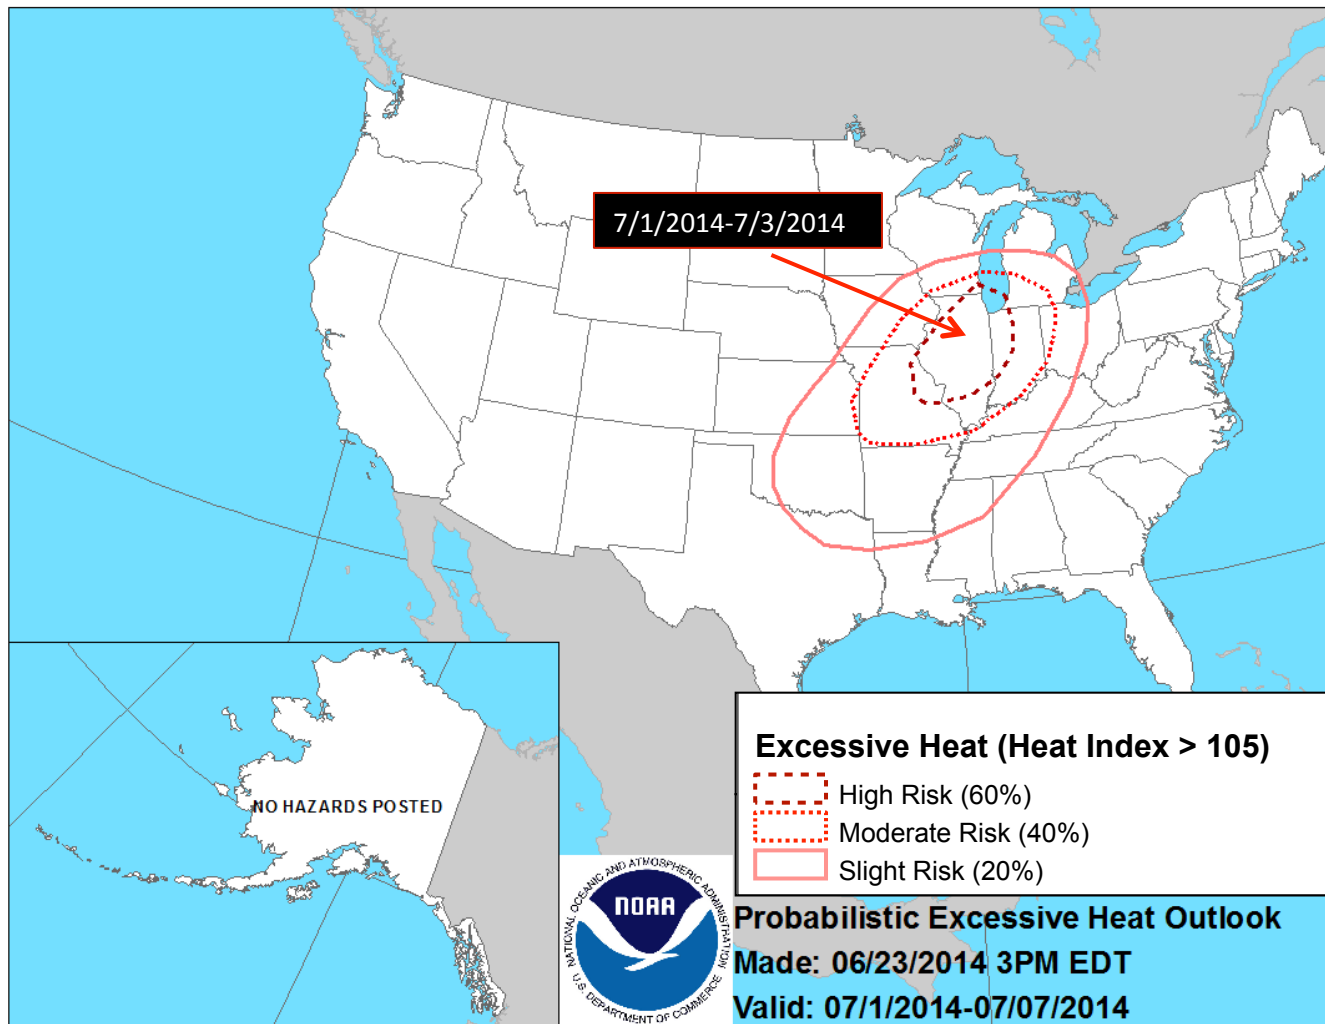 7/1/2014-7/3/2014
NO HAZARDS POSTED
Excessive Heat (Heat Index > 105)
High Risk (60%)
Moderate Risk (40%)
Slight Risk (20%)
NATIONAL OCEANIC AND ATMOSPHERIC ADMINISTRATION
NOAA
U.S. DEPARTMENT OF COMMERCE
Probabilistic Excessive Heat Outlook
Made: 06/23/2014 3PM EDT
Valid: 07/1/2014-07/07/2014